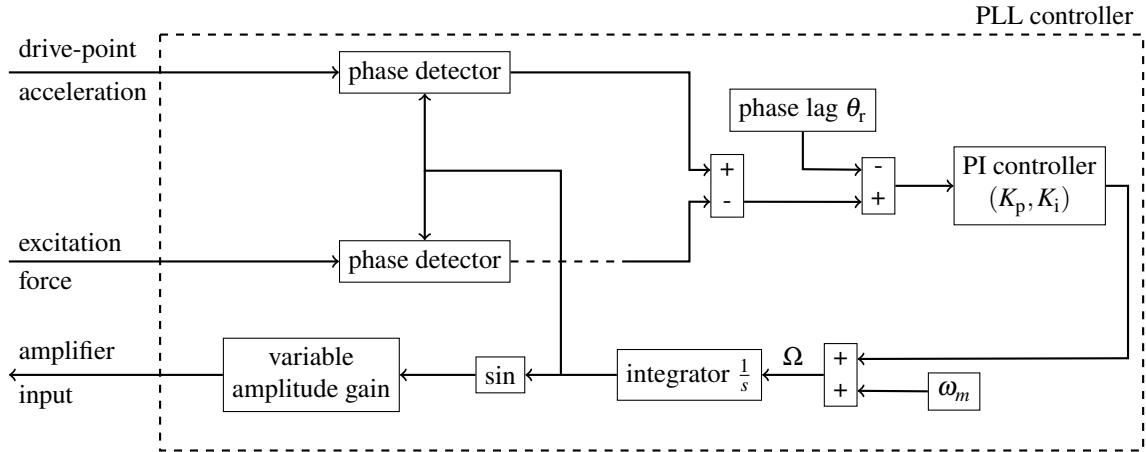 PLL controller
drive-point
acceleration
phase detector
phase lag θr
+
-
-
+
PI controller
(Kp, Ki)
excitation
force
phase detector
amplifier
input
variable
amplitude gain
sin
integrator 1/s
Ω
+
+
ωm